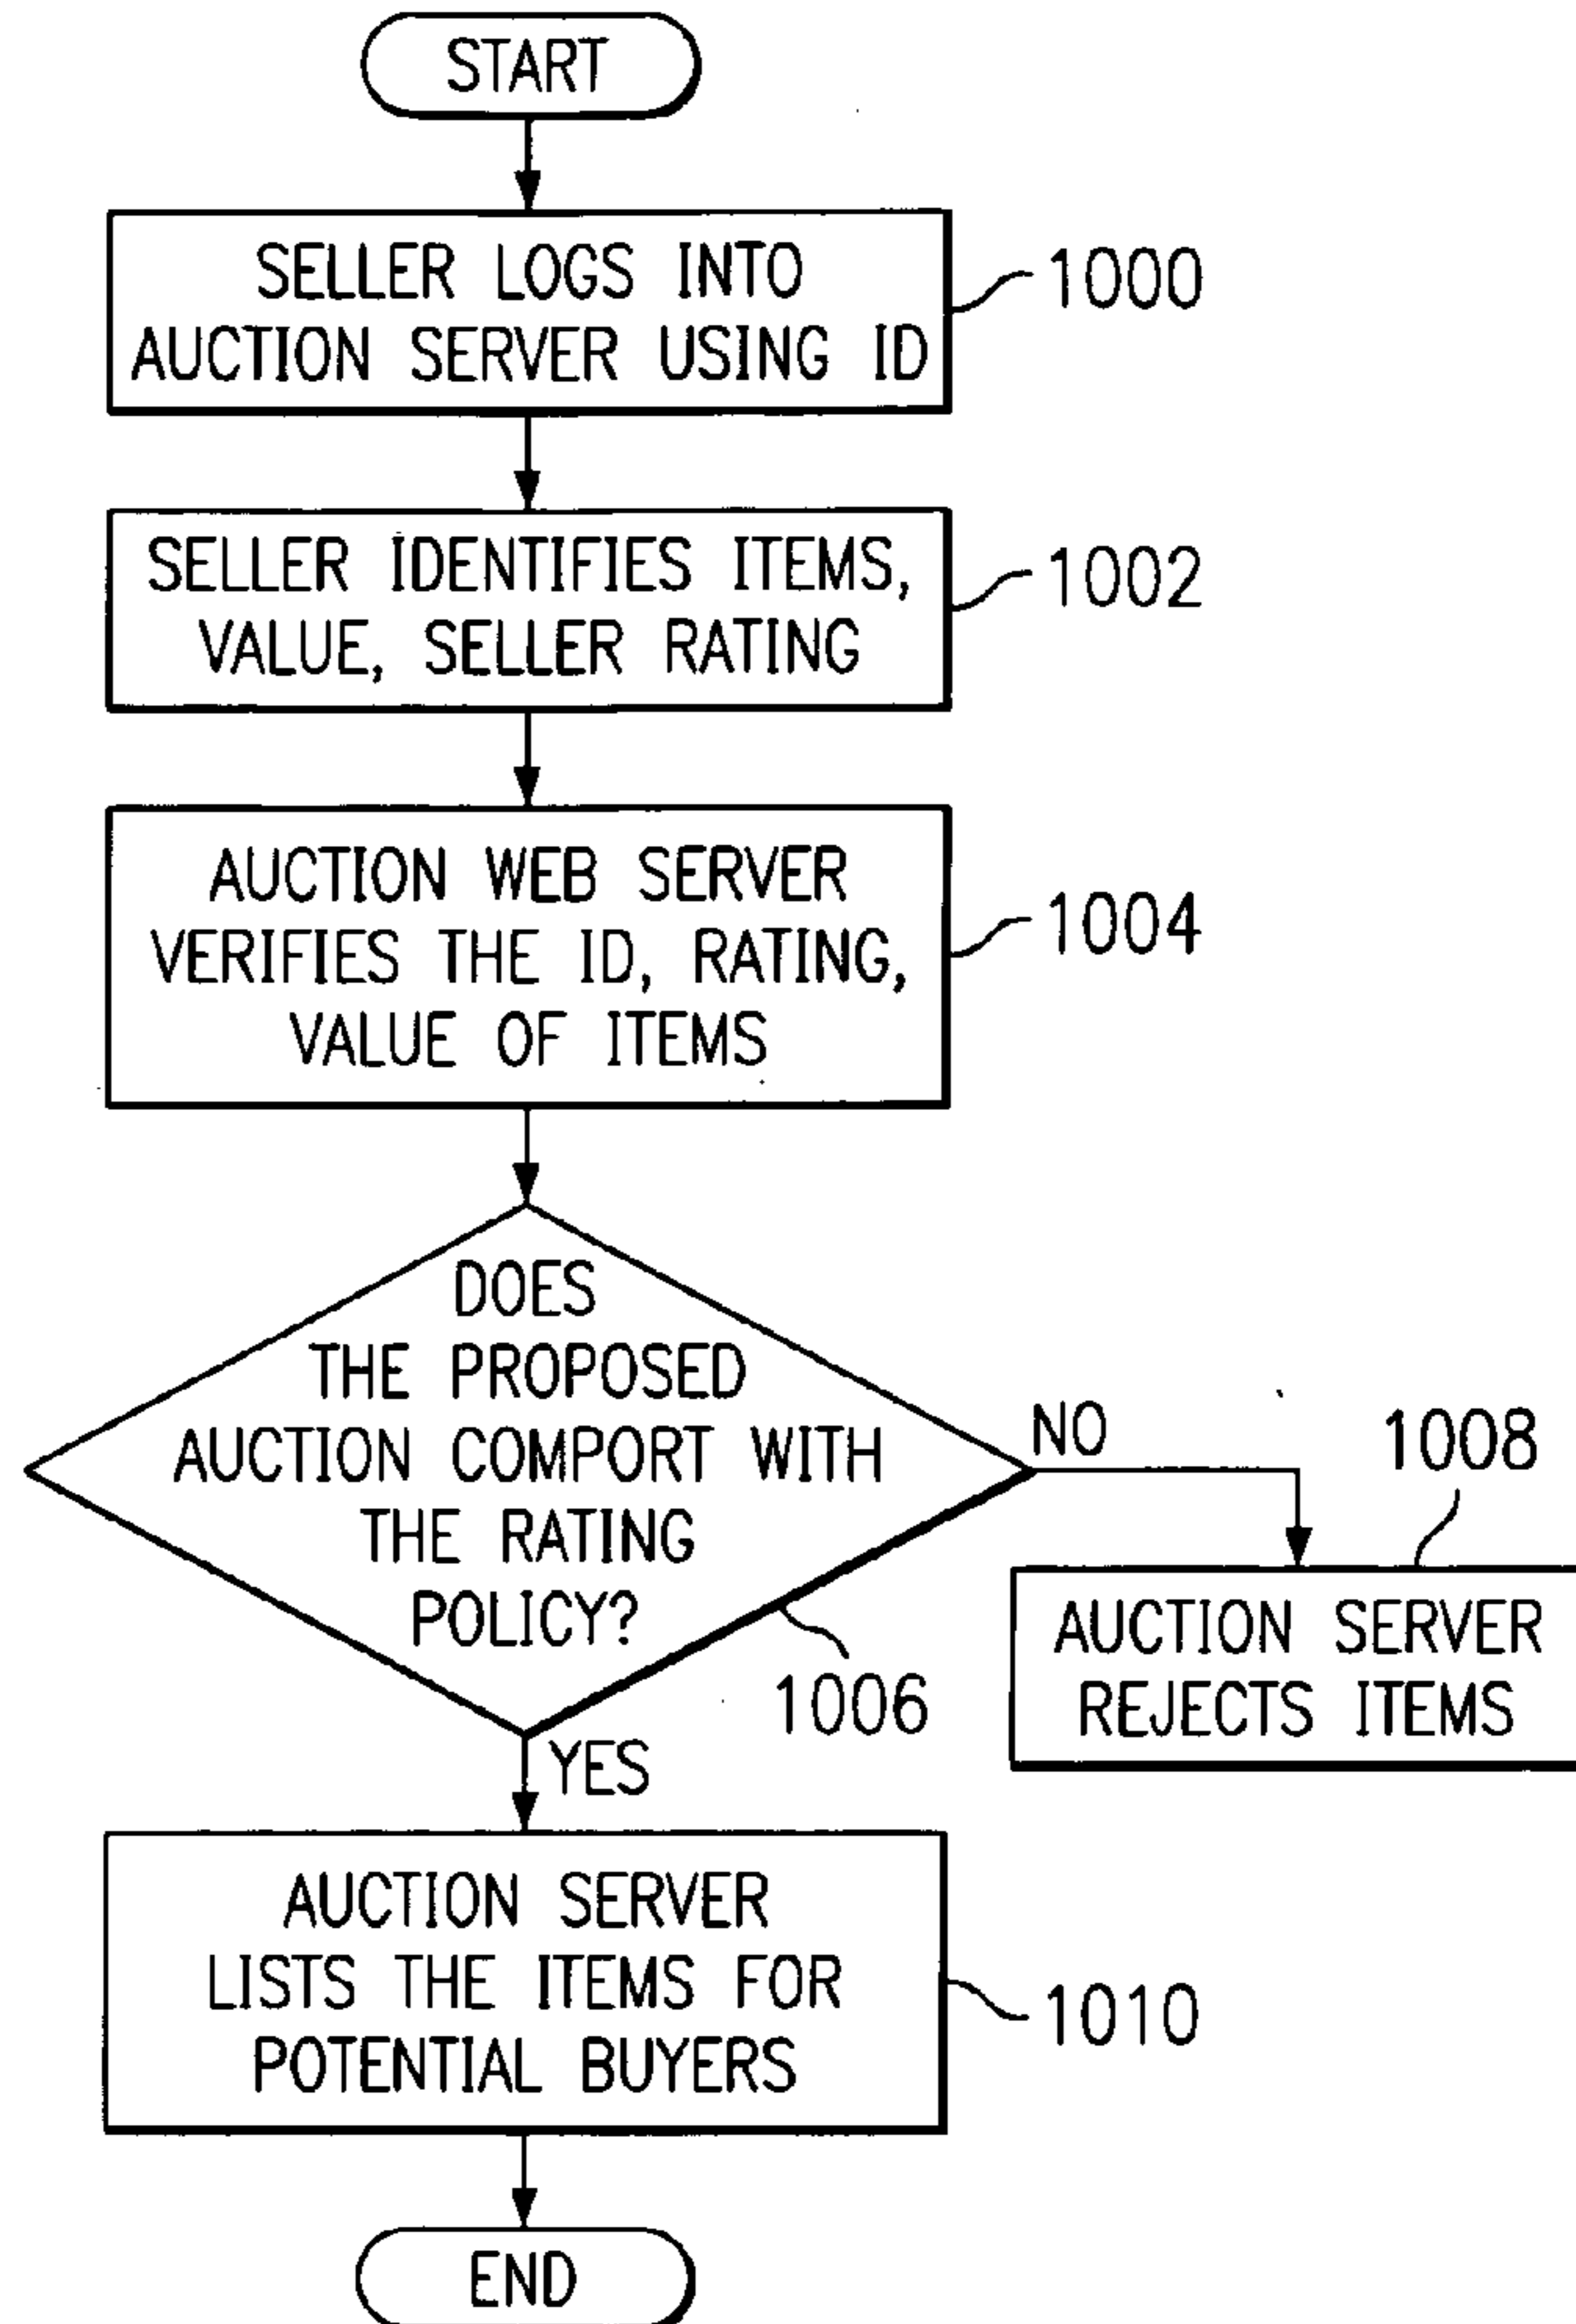 START
SELLER LOGS INTO
AUCTION SERVER USING ID
1000
SELLER IDENTIFIES ITEMS,
VALUE, SELLER RATING
1002
AUCTION WEB SERVER
VERIFIES THE ID, RATING,
VALUE OF ITEMS
1004
DOES
THE PROPOSED
AUCTION COMPORT WITH
THE RATING
POLICY?
1006
NO
1008
AUCTION SERVER
REJECTS ITEMS
YES
AUCTION SERVER
LISTS THE ITEMS FOR
POTENTIAL BUYERS
1010
END